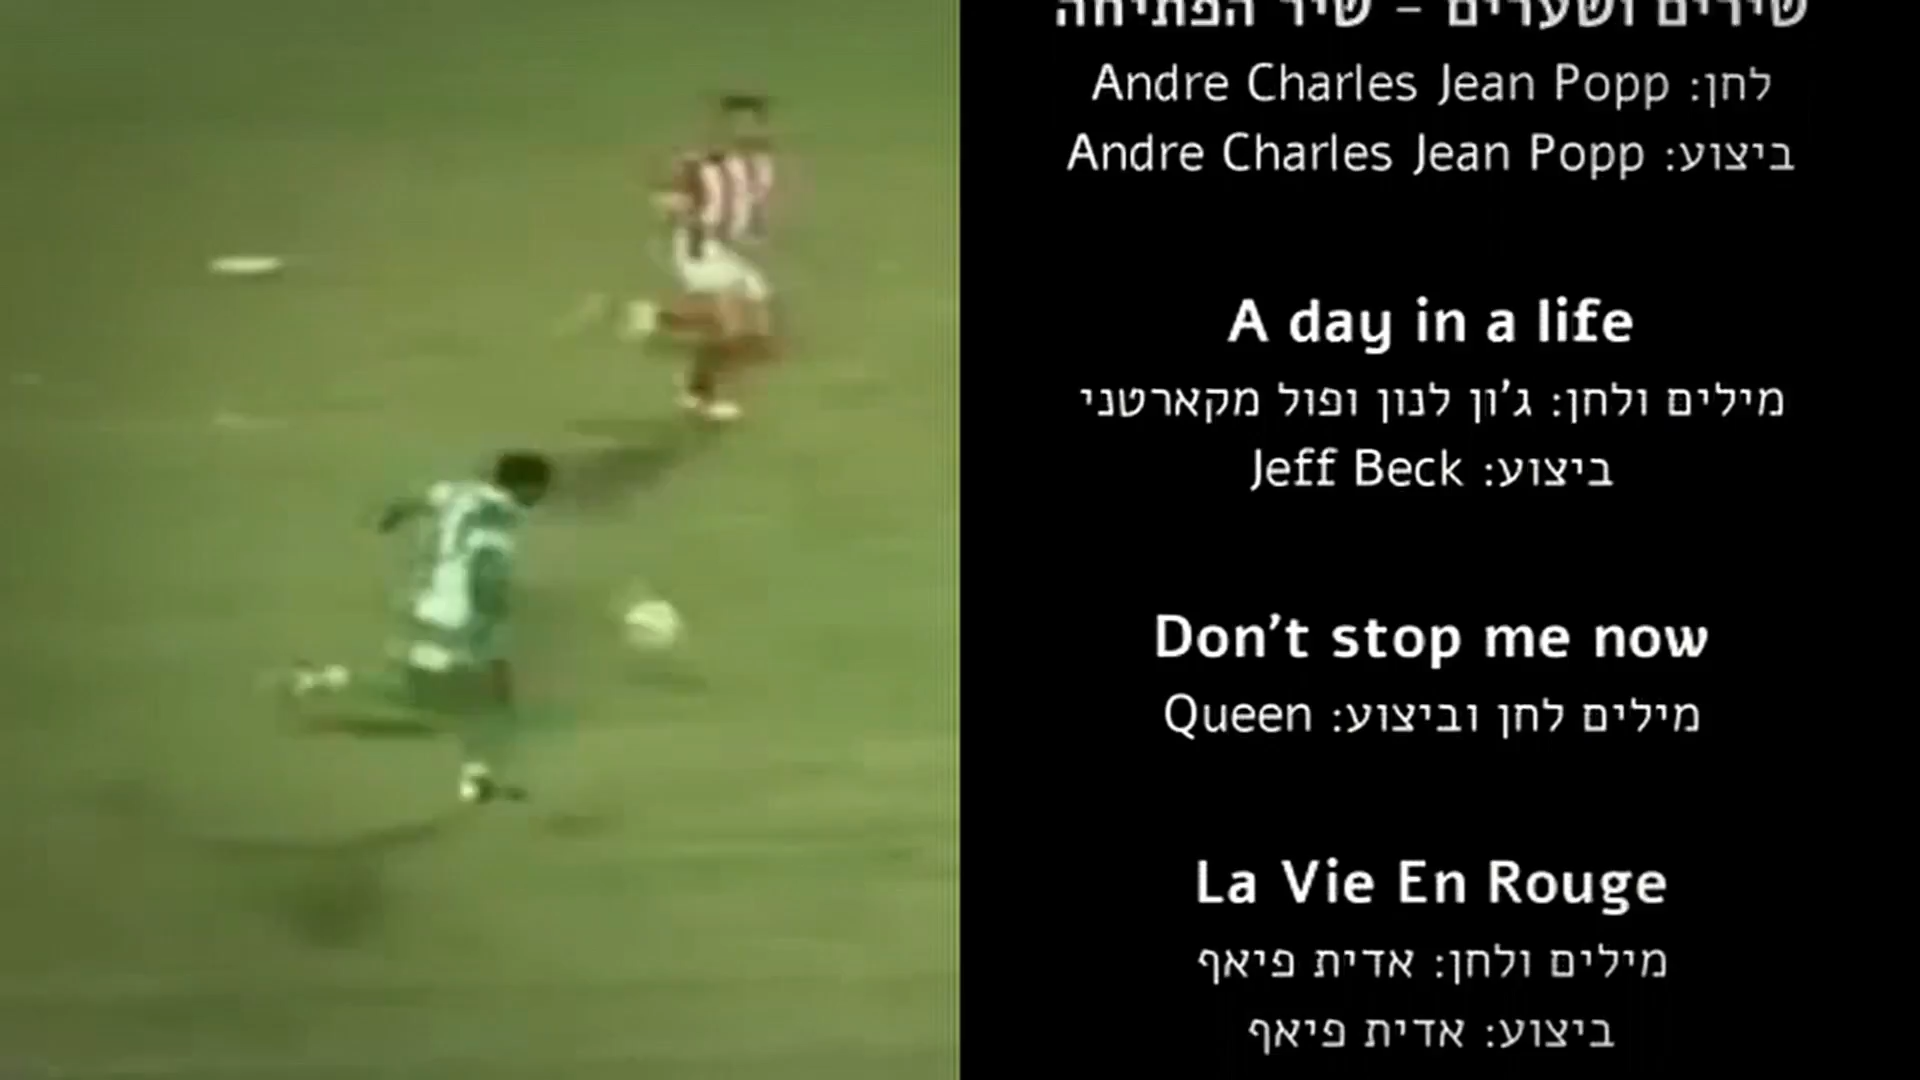 שירים ושערים - שיר הפתיחה
לחן: Andre Charles Jean Popp
ביצוע: Andre Charles Jean Popp
A day in a life
מילים ולחן: ג'ון לנון ופול מקארטני
ביצוע: Jeff Beck
Don't stop me now
מילים לחן וביצוע: Queen
La Vie En Rouge
מילים ולחן: אדית פיאף
ביצוע: אדית פיאף